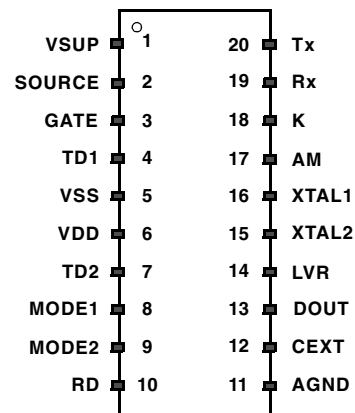 VSUP 1 20 Tx
SOURCE 2 19 Rx
GATE 3 18 K
TD1 4 17 AM
VSS 5 16 XTAL1
VDD 6 15 XTAL2
TD2 7 14 LVR
MODE1 8 13 DOUT
MODE2 9 12 CEXT
RD 10 11 AGND